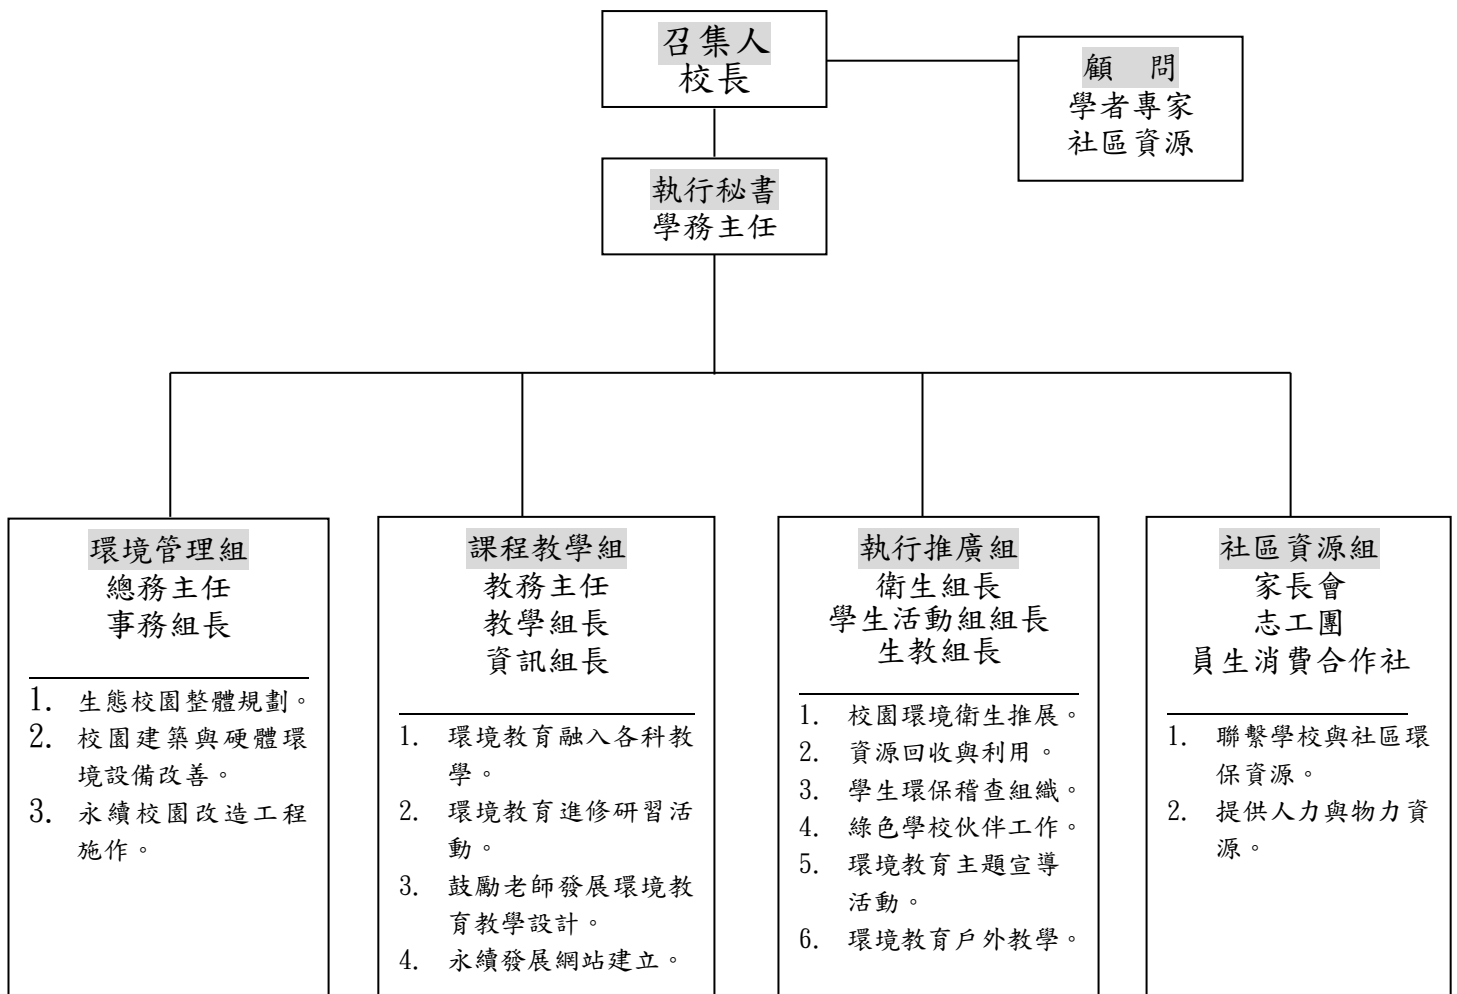 召集人
校長
顧　問
學者專家
社區資源
執行秘書
學務主任
環境管理組
總務主任
事務組長
1. 生態校園整體規劃。
2. 校園建築與硬體環
境設備改善。
3. 永續校園改造工程
施作。
課程教學組
教務主任
教學組長
資訊組長
1. 環境教育融入各科教
學。
2. 環境教育進修研習活
動。
3. 鼓勵老師發展環境教
育教學設計。
4. 永續發展網站建立。
執行推廣組
衛生組長
學生活動組組長
生教組長
1. 校園環境衛生推展。
2. 資源回收與利用。
3. 學生環保稽查組織。
4. 綠色學校伙伴工作。
5. 環境教育主題宣導
活動。
6. 環境教育戶外教學。
社區資源組
家長會
志工團
員生消費合作社
1. 聯繫學校與社區環
保資源。
2. 提供人力與物力資
源。